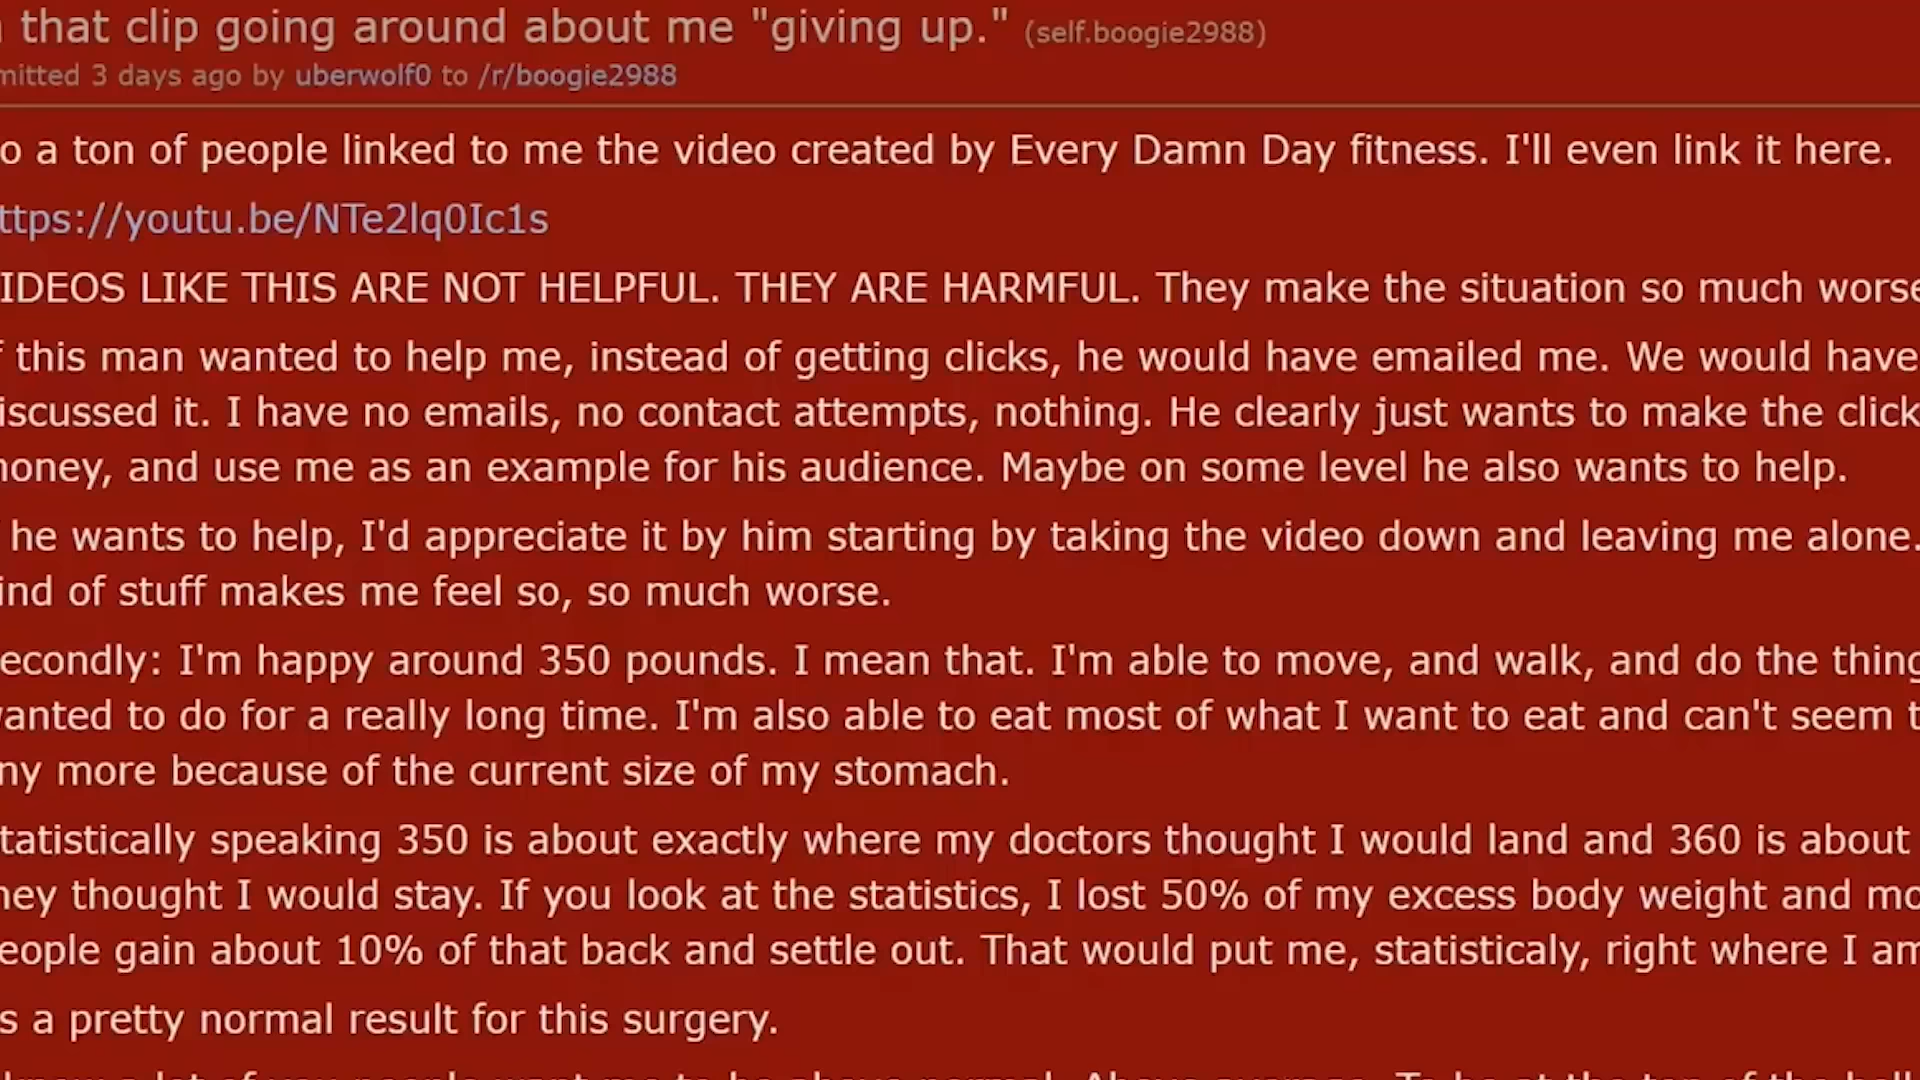 that clip going around about me "giving up." (self.boogie2988)
mitted 3 days ago by uberwolf0 to /r/boogie2988
o a ton of people linked to me the video created by Every Damn Day fitness. I'll even link it here.
ttps://youtu.be/NTe2lq0Ic1s
IDEOS LIKE THIS ARE NOT HELPFUL. THEY ARE HARMFUL. They make the situation so much worse
f this man wanted to help me, instead of getting clicks, he would have emailed me. We would have
iscussed it. I have no emails, no contact attempts, nothing. He clearly just wants to make the click
noney, and use me as an example for his audience. Maybe on some level he also wants to help.
he wants to help, I'd appreciate it by him starting by taking the video down and leaving me alone.
ind of stuff makes me feel so, so much worse.
econdly: I'm happy around 350 pounds. I mean that. I'm able to move, and walk, and do the thing
anted to do for a really long time. I'm also able to eat most of what I want to eat and can't seem t
ny more because of the current size of my stomach.
tatistically speaking 350 is about exactly where my doctors thought I would land and 360 is about
hey thought I would stay. If you look at the statistics, I lost 50% of my excess body weight and mo
eople gain about 10% of that back and settle out. That would put me, statisticaly, right where I am
s a pretty normal result for this surgery.